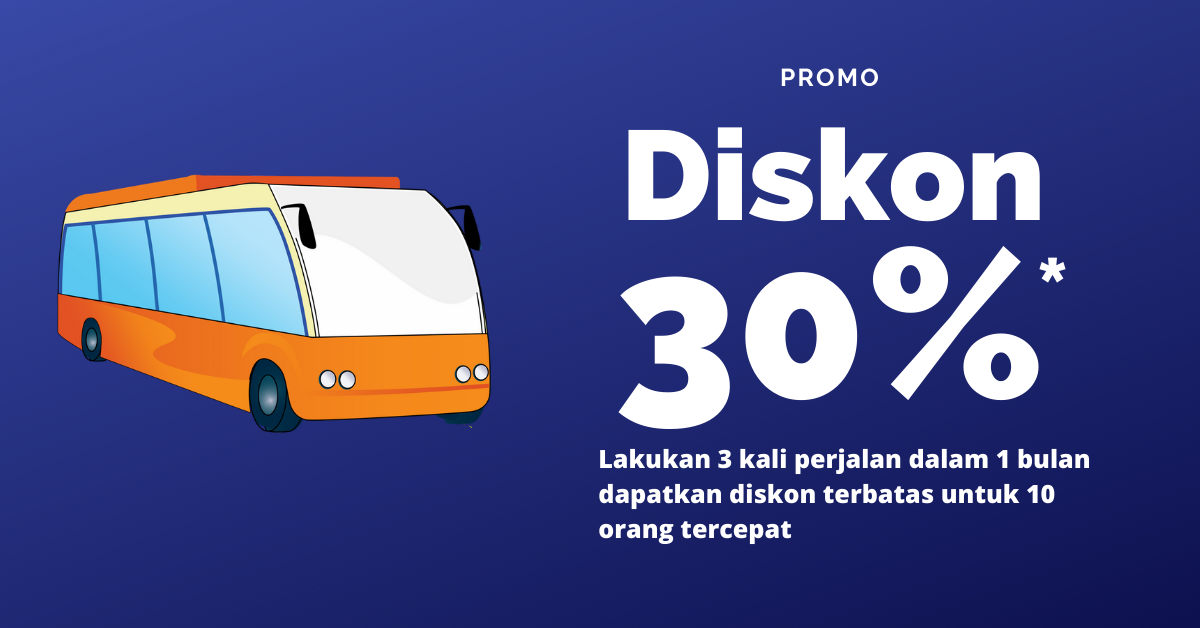 PROMO
Diskon
30%*
Lakukan 3 kali perjalan dalam 1 bulan
dapatkan diskon terbatas untuk 10
orang tercepat